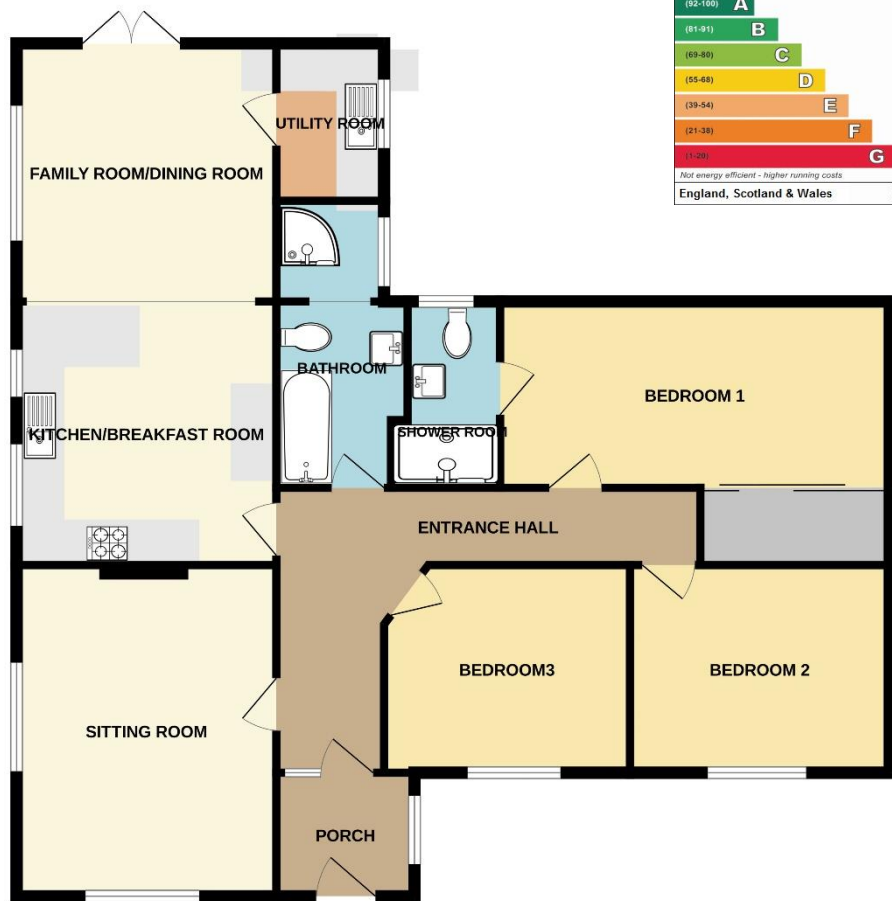 (92-100) A
(81-91) B
(69-80) C
(55-68) D
(39-54) E
(21-38) F
(1-20) G
Not energy efficient - higher running costs
England, Scotland & Wales
UTILITY ROOM
FAMILY ROOM/DINING ROOM
BATHROOM
BEDROOM 1
KITCHEN/BREAKFAST ROOM
SHOWER ROOM
ENTRANCE HALL
BEDROOM3
BEDROOM 2
SITTING ROOM
PORCH